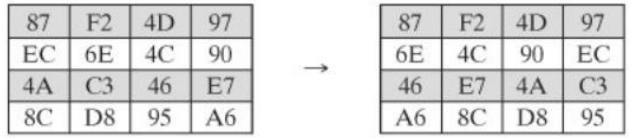 87 F2 4D 97 87 F2 4D 97
EC 6E 4C 90 6E 4C 90 EC
→
4A C3 46 E7 46 E7 4A C3
8C D8 95 A6 A6 8C D8 95